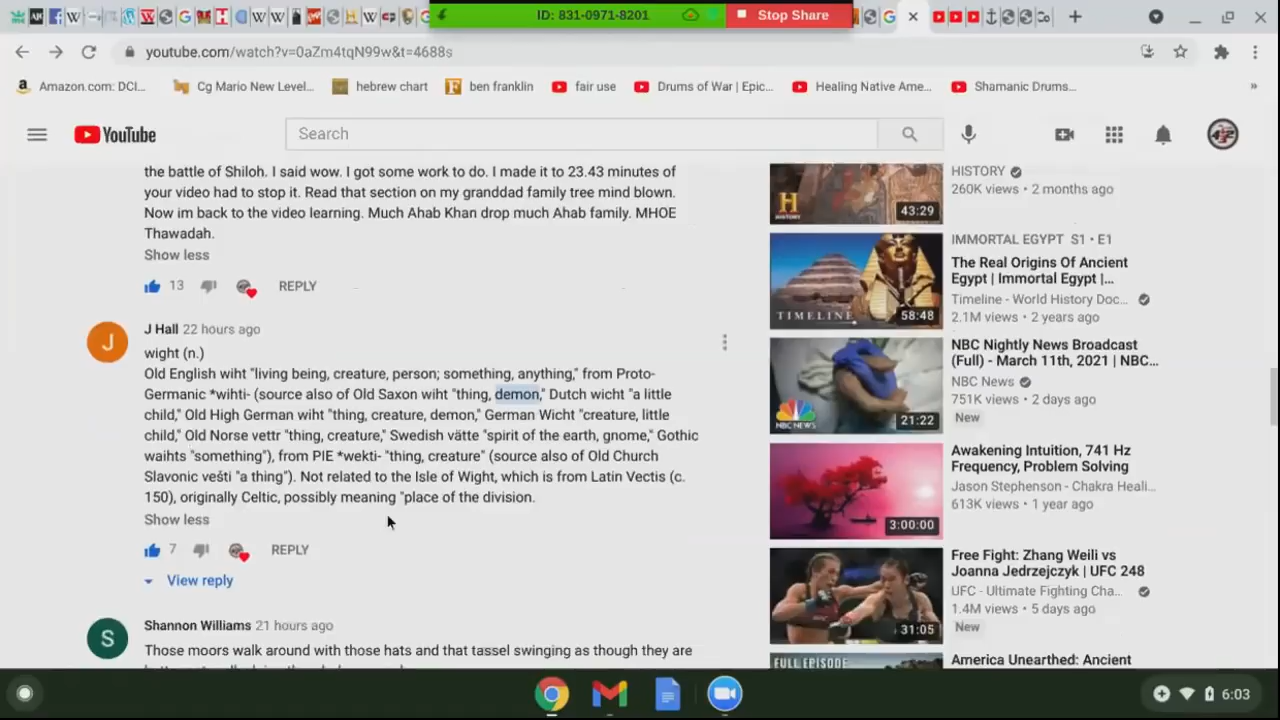 ID: 831-0971-8201
Stop Share
youtube.com/watch?v=0aZm4tqN99w&t=4688s
Amazon.com: DCI...
Cg Mario New Level...
hebrew chart
ben franklin
fair use
Drums of War | Epic...
Healing Native Ame...
Shamanic Drums...
»
YouTube
Search
the battle of Shiloh. I said wow. I got some work to do. I made it to 23.43 minutes of
your video had to stop it. Read that section on my granddad family tree mind blown.
Now im back to the video learning. Much Ahab Khan drop much Ahab family. MHOE
Thawadah.
Show less
13
REPLY
J
J Hall 22 hours ago
wight (n.)
Old English wiht "living being, creature, person; something, anything," from Proto-
Germanic *wihti- (source also of Old Saxon wiht "thing, demon," Dutch wicht "a little
child," Old High German wiht "thing, creature, demon," German Wicht "creature, little
child," Old Norse vettr "thing, creature," Swedish vätte "spirit of the earth, gnome," Gothic
waihts "something"), from PIE *wekti- "thing, creature" (source also of Old Church
Slavonic vešti "a thing"). Not related to the Isle of Wight, which is from Latin Vectis (c.
150), originally Celtic, possibly meaning "place of the division.
Show less
7
REPLY
View reply
S
Shannon Williams 21 hours ago
Those moors walk around with those hats and that tassel swinging as though they are
H
HISTORY
43:29
HISTORY
260K views • 2 months ago
TIMELINE
58:48
IMMORTAL EGYPT S1 • E1
The Real Origins Of Ancient
Egypt | Immortal Egypt |...
Timeline - World History Doc...
2.1M views • 2 years ago
NBC NEWS
21:22
NBC Nightly News Broadcast
(Full) - March 11th, 2021 | NBC...
NBC News
751K views • 2 days ago
New
3:00:00
Awakening Intuition, 741 Hz
Frequency, Problem Solving
Jason Stephenson - Chakra Heali...
613K views • 1 year ago
31:05
Free Fight: Zhang Weili vs
Joanna Jedrzejczyk | UFC 248
UFC - Ultimate Fighting Cha...
1.4M views • 5 days ago
New
FULL EPISODE
America Unearthed: Ancient
6:03